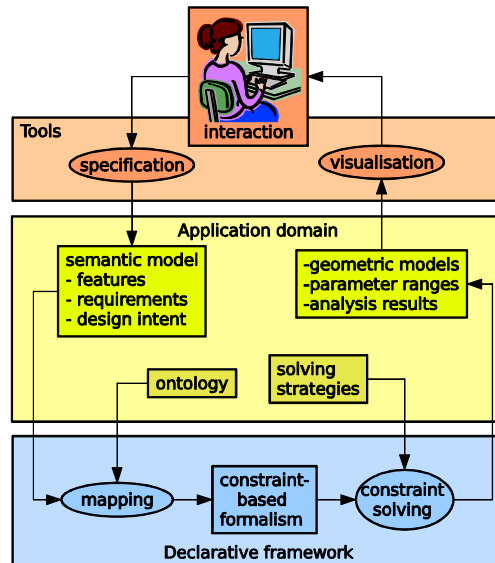 interaction
Tools
specification
visualisation
Application domain
semantic model
- features
- requirements
- design intent
-geometric models
-parameter ranges
-analysis results
ontology
solving
strategies
mapping
constraint-
based
formalism
constraint
solving
Declarative framework